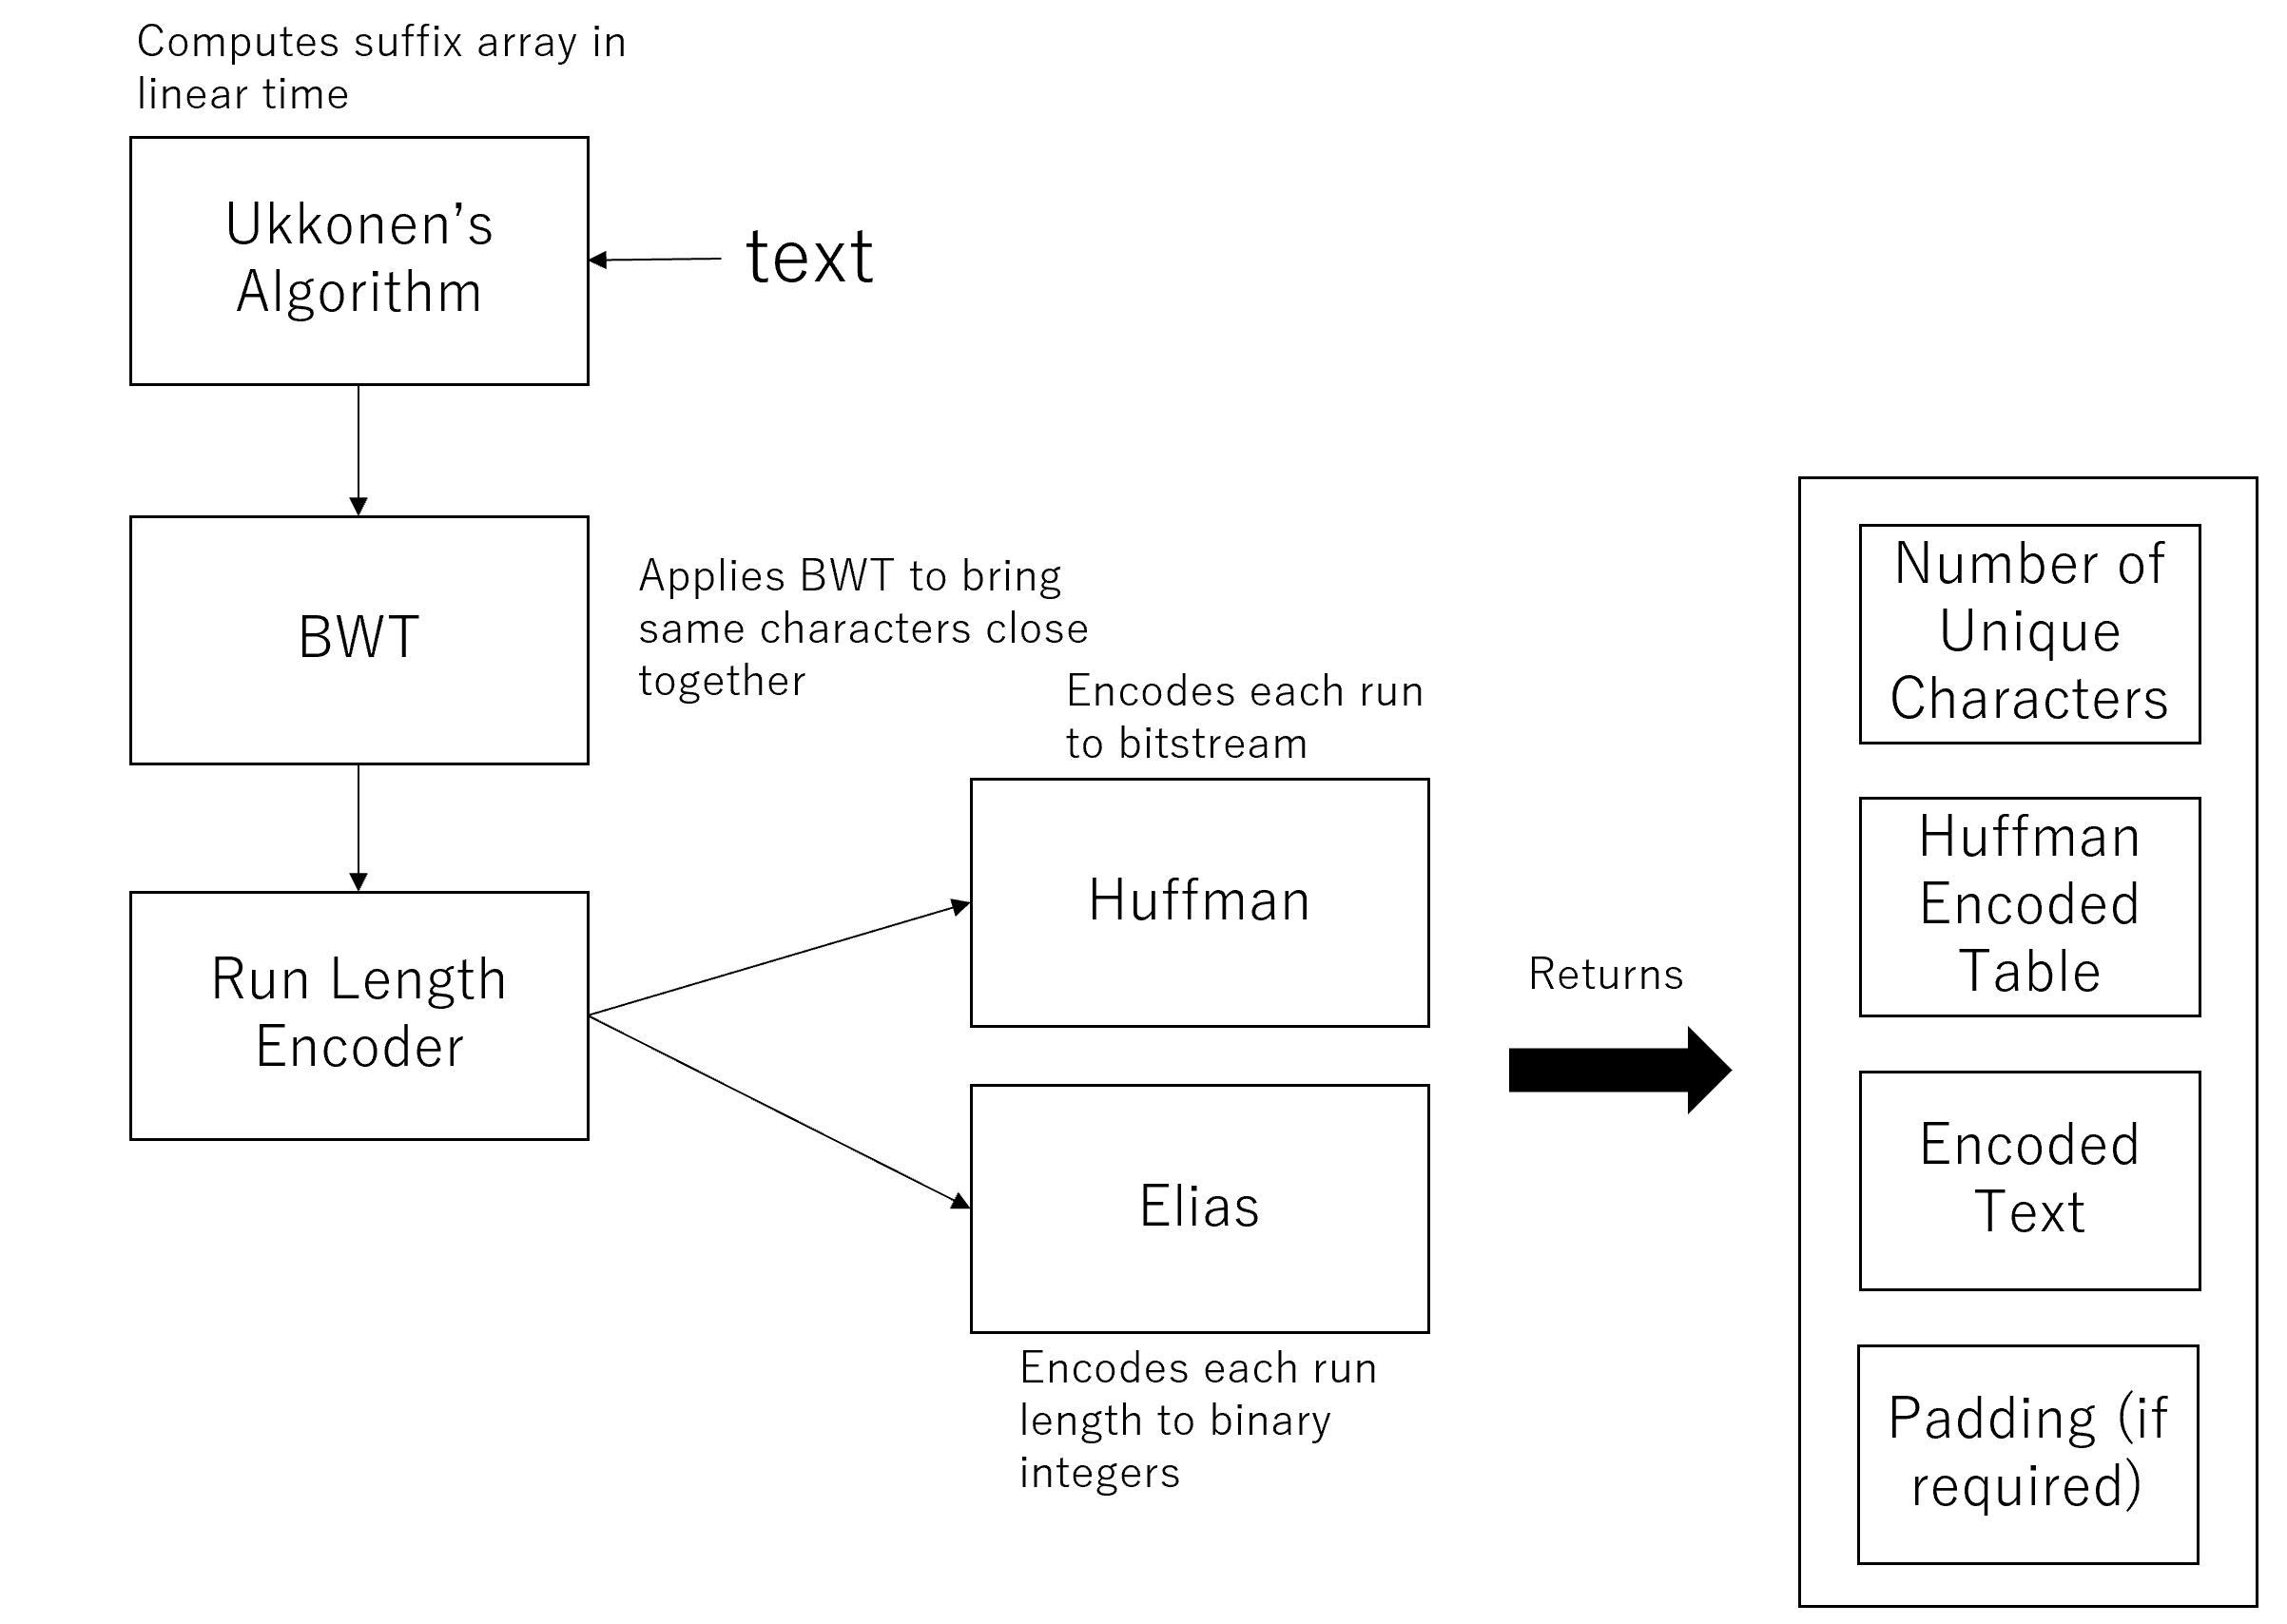 Computes suffix array in
linear time
Ukkonen’s
Algorithm
text
BWT
Applies BWT to bring
same characters close
together
Run Length
Encoder
Encodes each run
to bitstream
Huffman
Elias
Encodes each run
length to binary
integers
Returns
Number of
Unique
Characters
Huffman
Encoded
Table
Encoded
Text
Padding (if
required)